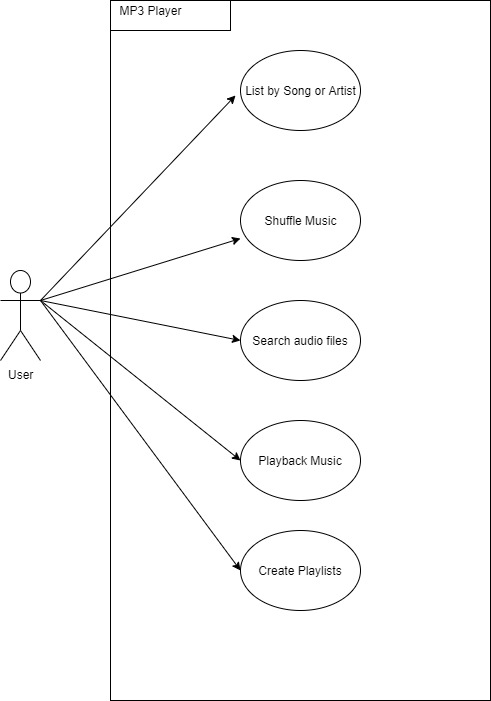 MP3 Player
List by Song or Artist
Shuffle Music
Search audio files
User
Playback Music
Create Playlists